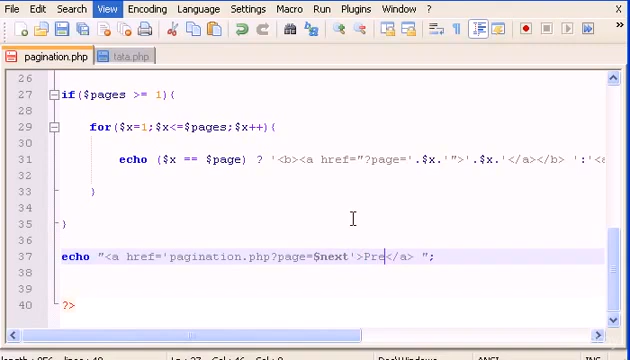 File Edit Search View Encoding Language Settings Macro Run Plugins Window ? X
pagination.php tata.php
26
27 if($pages >= 1){
28
29 for($x=1;$x<=$pages;$x++){
30
31 echo ($x == $page) ? '<b><a href="?page='.$x.'">'.$x.'</a></b> ':'<a
32
33 }
34
35 }
36
37 echo "<a href='pagination.php?page=$next'>Pre</a> ";
38
39
40 ?>